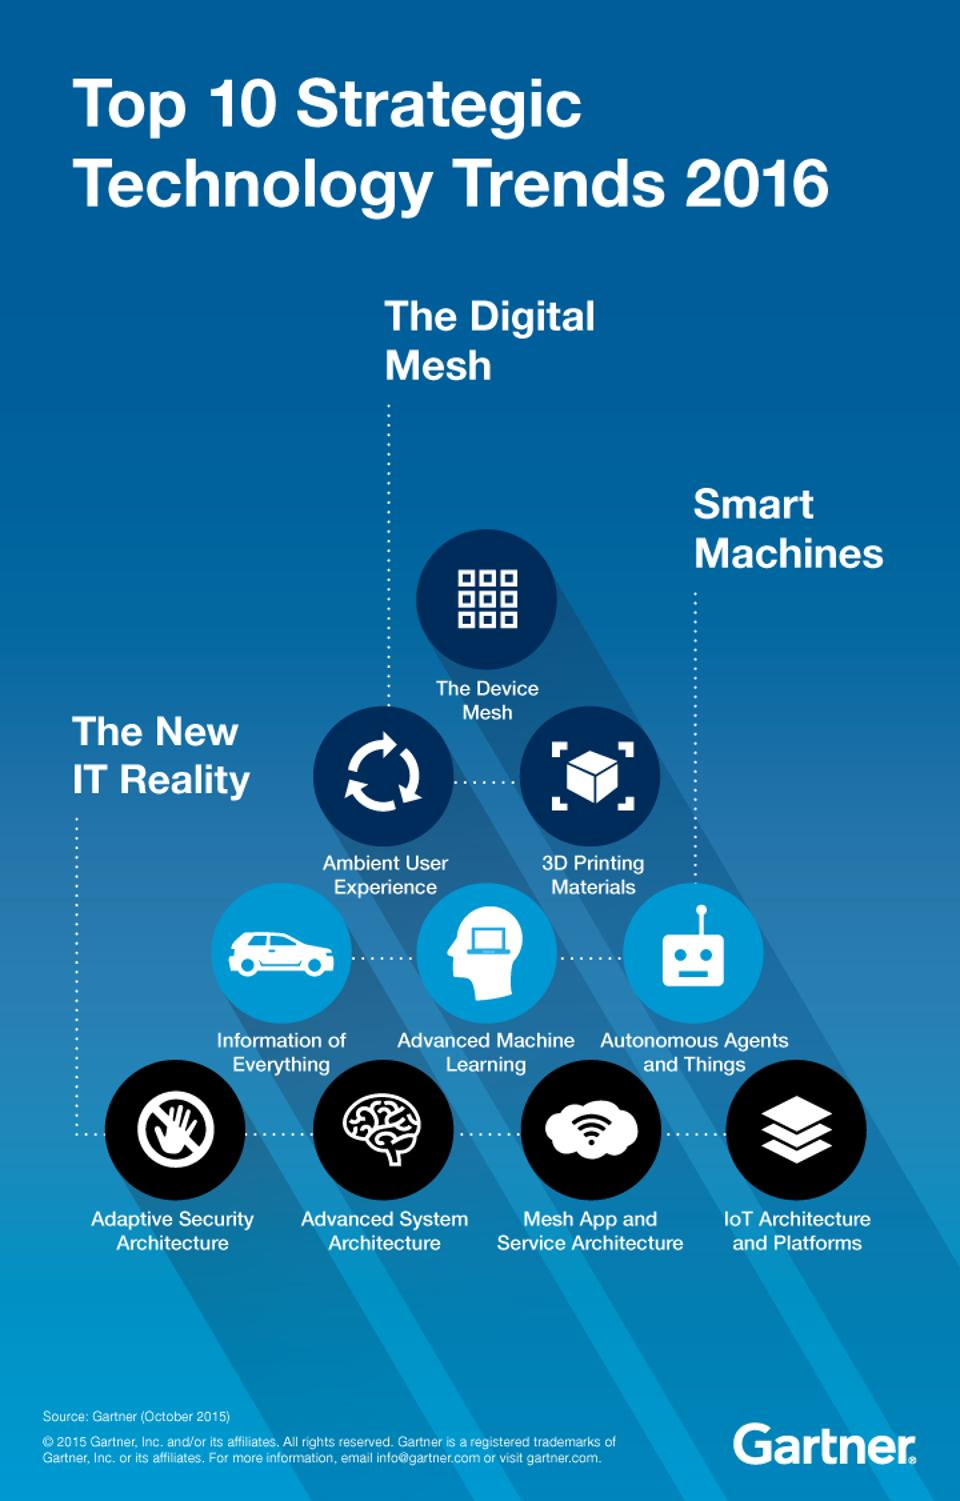 Top 10 Strategic
Technology Trends 2016
The Digital
Mesh
Smart
Machines
The Device
Mesh
The New
IT Reality
Ambient User
Experience
3D Printing
Materials
Information of
Everything
Advanced Machine
Learning
Autonomous Agents
and Things
Adaptive Security
Architecture
Advanced System
Architecture
Mesh App and
Service Architecture
IoT Architecture
and Platforms
Source: Gartner (October 2015)
© 2015 Gartner, Inc. and/or its affiliates. All rights reserved. Gartner is a registered trademarks of
Gartner, Inc. or its affiliates. For more information, email info@gartner.com or visit gartner.com.
Gartner®